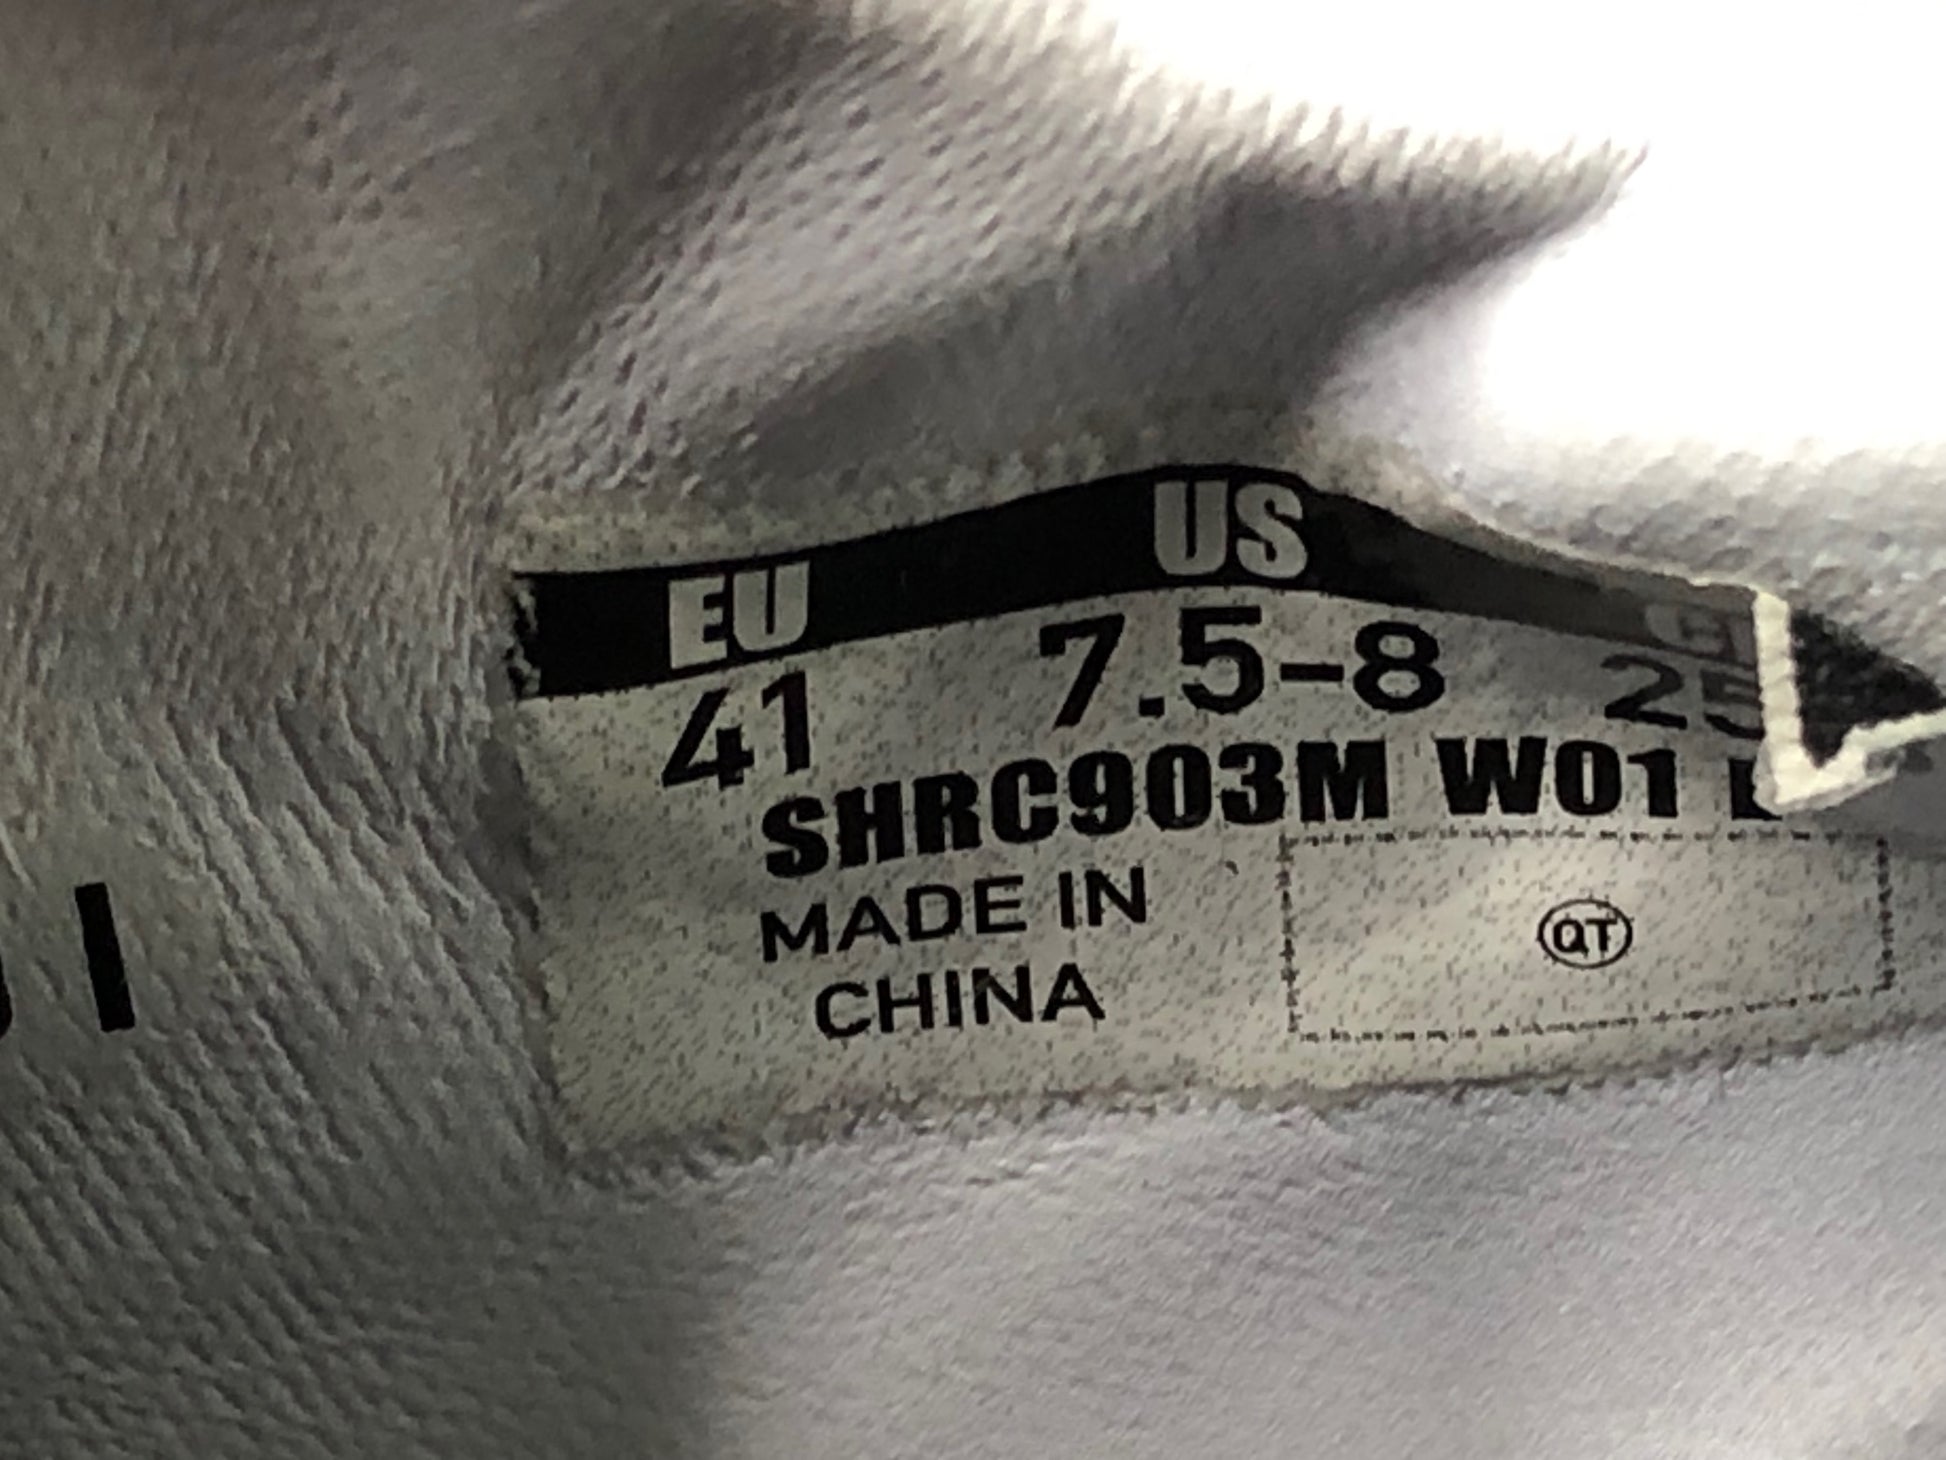 EU US
41 7.5-8 25
SHRC903M W01
MADE IN
CHINA
QT